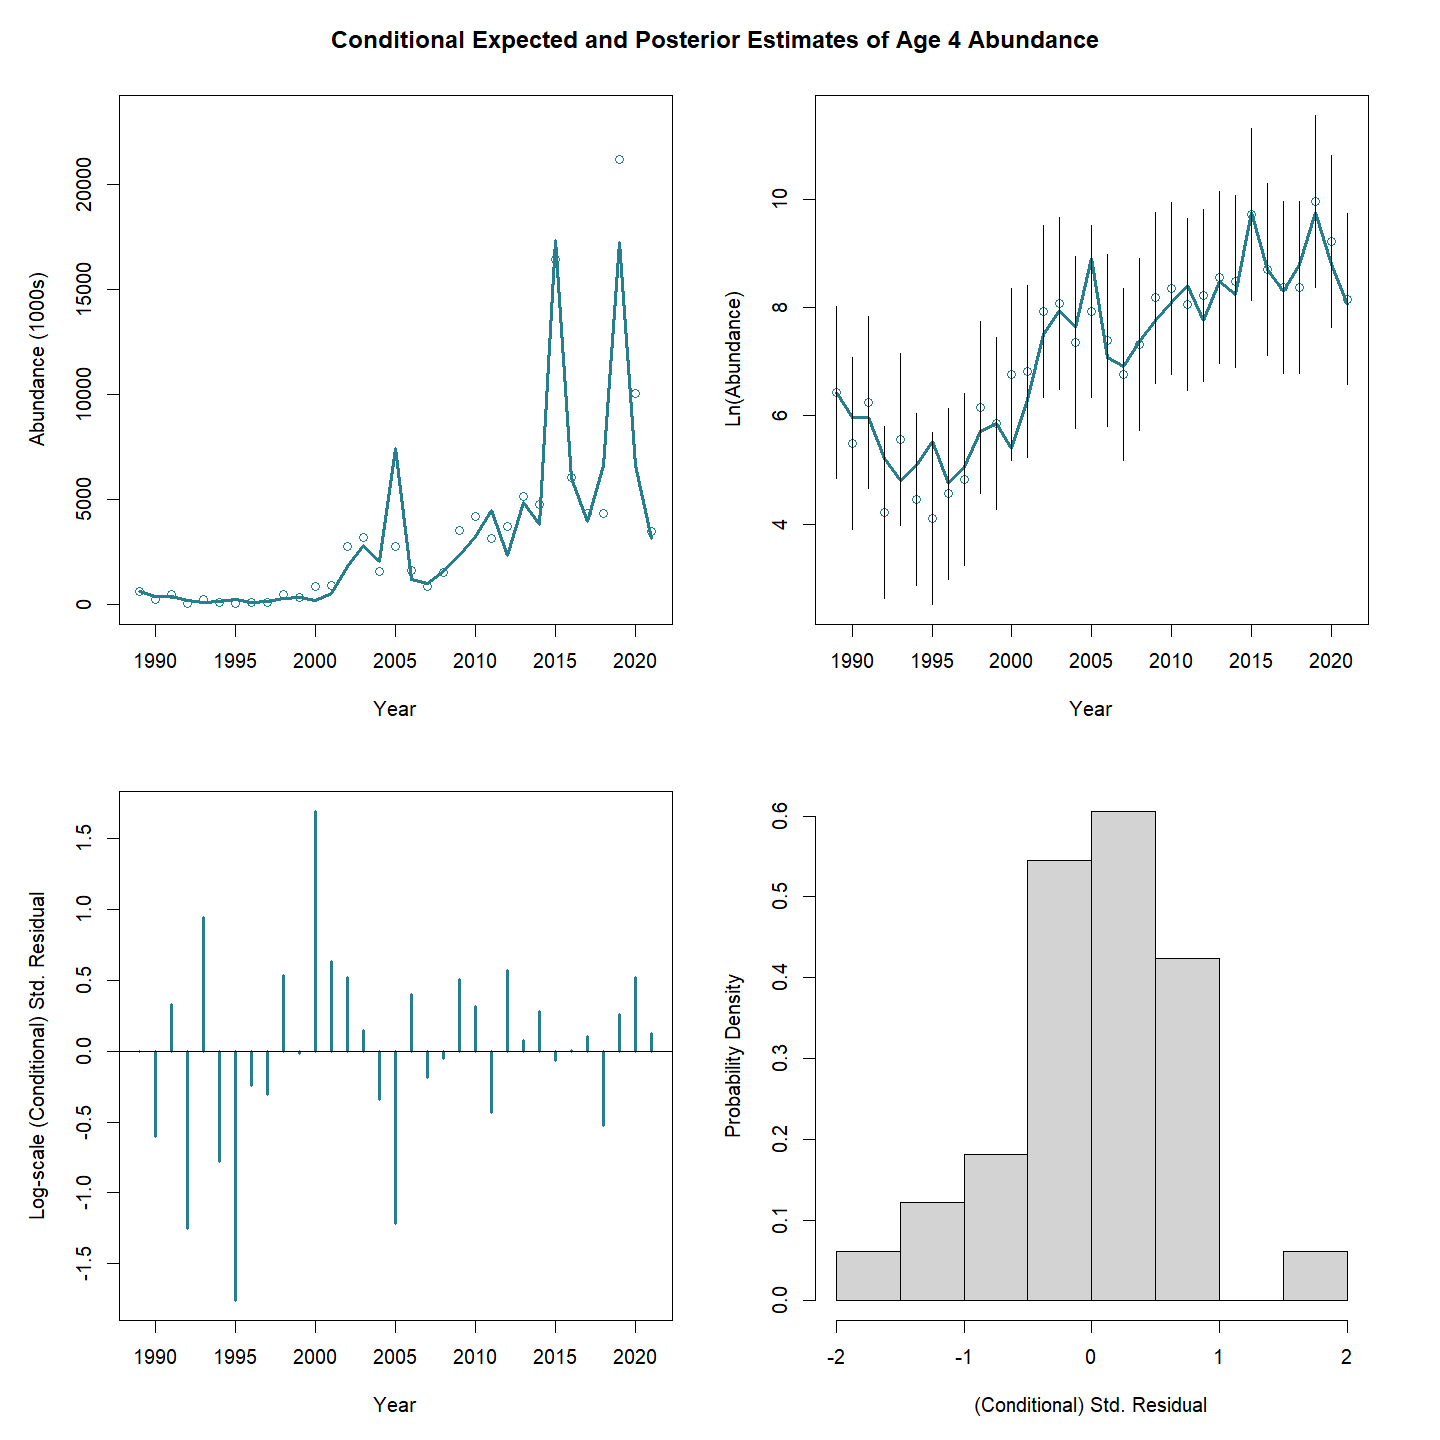 Conditional Expected and Posterior Estimates of Age 4 Abundance
Abundance (1000s)
0 5000 10000 15000 20000
1990 1995 2000 2005 2010 2015 2020
Year
Ln(Abundance)
4 6 8 10
1990 1995 2000 2005 2010 2015 2020
Year
Log-scale (Conditional) Std. Residual
-1.5 -1.0 -0.5 0.0 0.5 1.0 1.5
1990 1995 2000 2005 2010 2015 2020
Year
Probability Density
0.0 0.1 0.2 0.3 0.4 0.5 0.6
-2 -1 0 1 2
(Conditional) Std. Residual